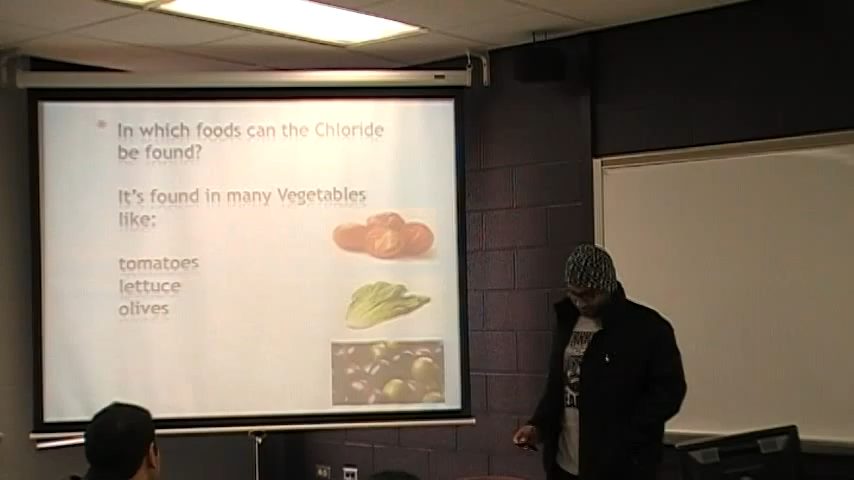 * In which foods can the Chloride
be found?
It's found in many Vegetables
like:
tomatoes
lettuce
olives